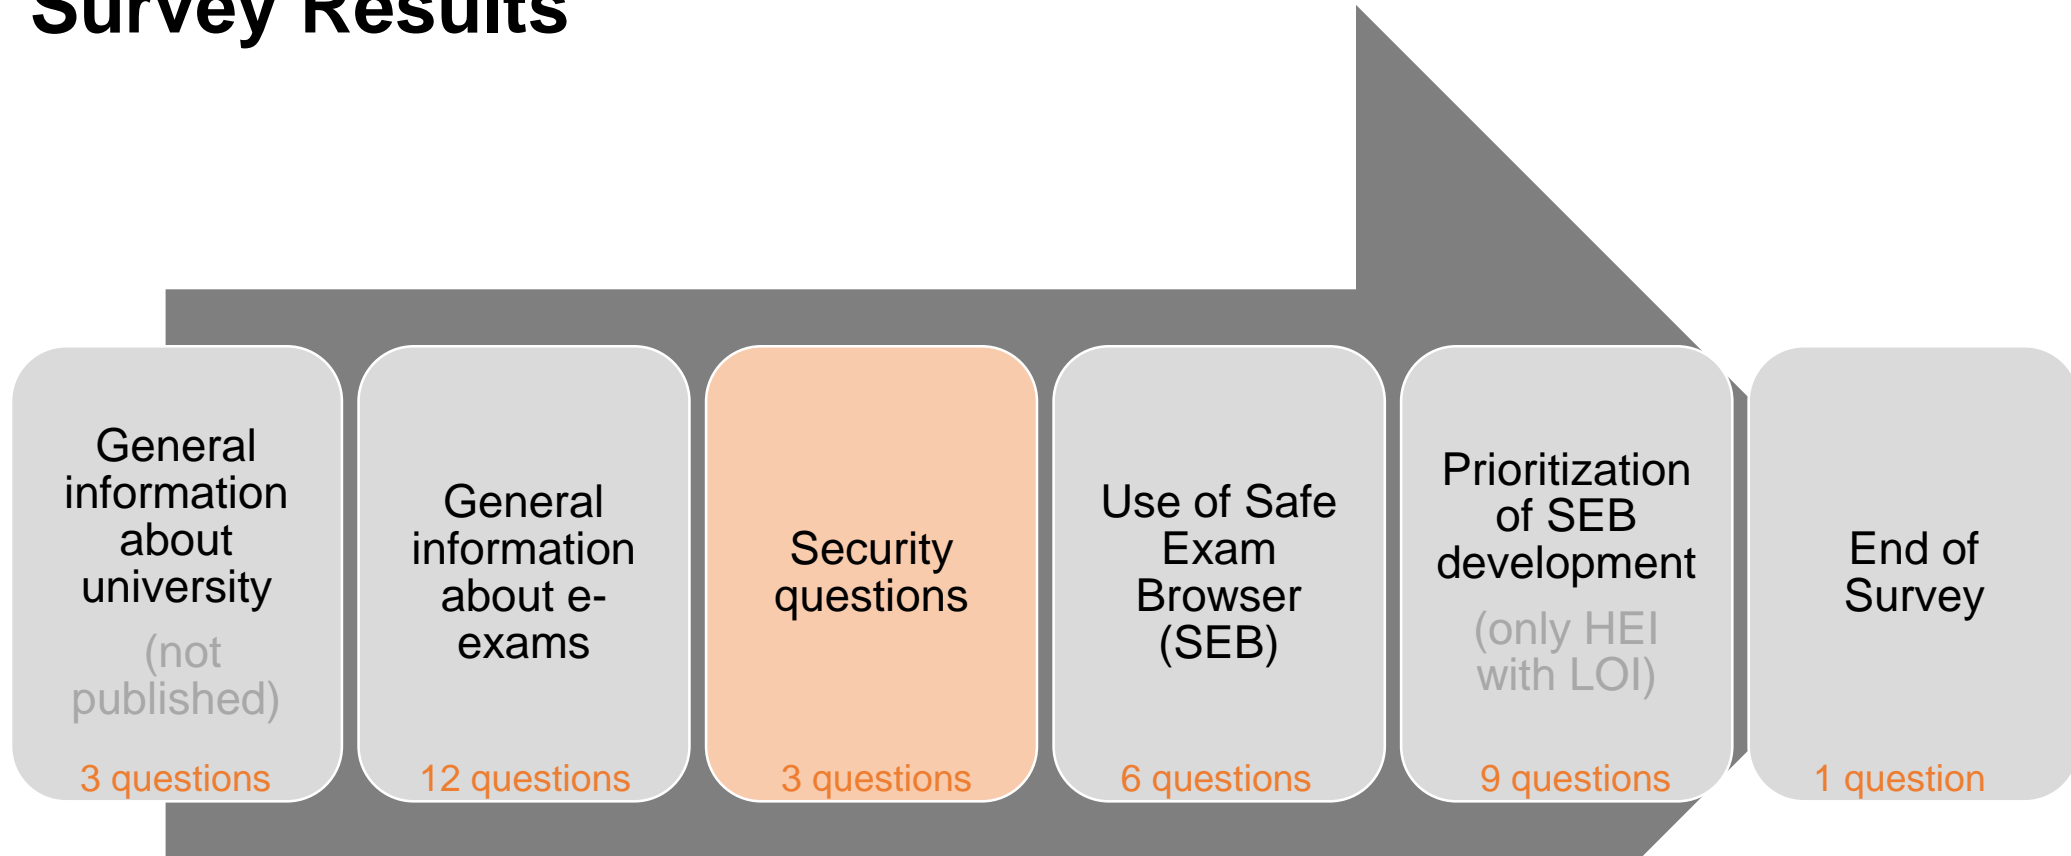 Survey Results
General
information
about
university
(not
published)
3 questions
General
information
about e-
exams
12 questions
Security
questions
3 questions
Use of Safe
Exam
Browser
(SEB)
6 questions
Prioritization
of SEB
development
(only HEI
with LOI)
9 questions
End of
Survey
1 question